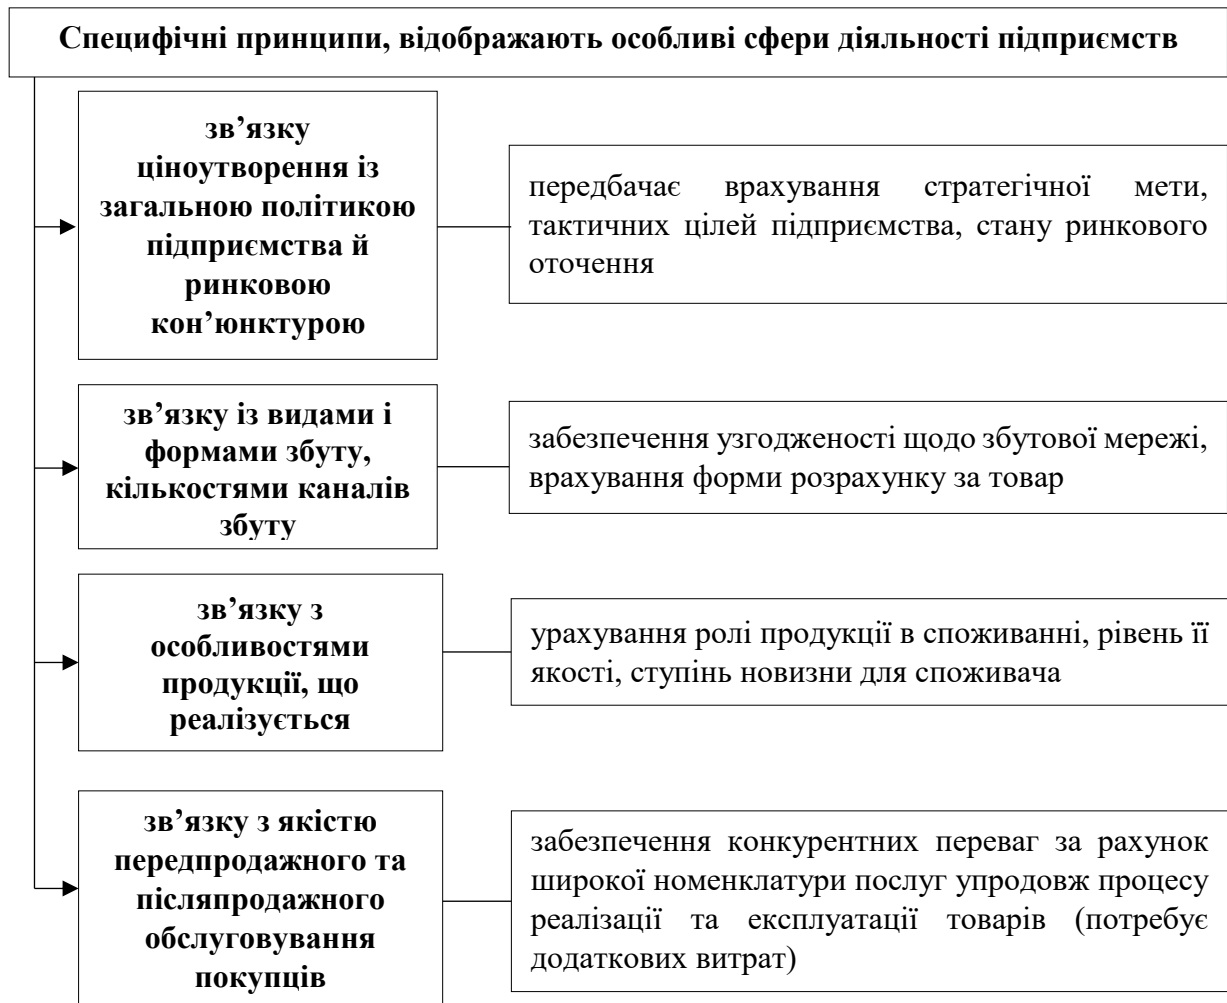 Специфічні принципи, відображають особливі сфери діяльності підприємств
зв’язку
ціноутворення із
загальною політикою
підприємства й
ринковою
кон’юнктурою
передбачає врахування стратегічної мети,
тактичних цілей підприємства, стану ринкового
оточення
зв’язку із видами і
формами збуту,
кількостями каналів
збуту
забезпечення узгодженості щодо збутової мережі,
врахування форми розрахунку за товар
зв’язку з
особливостями
продукції, що
реалізується
урахування ролі продукції в споживанні, рівень її
якості, ступінь новизни для споживача
зв’язку з якістю
передпродажного та
післяпродажного
обслуговування
покупців
забезпечення конкурентних переваг за рахунок
широкої номенклатури послуг упродовж процесу
реалізації та експлуатації товарів (потребує
додаткових витрат)